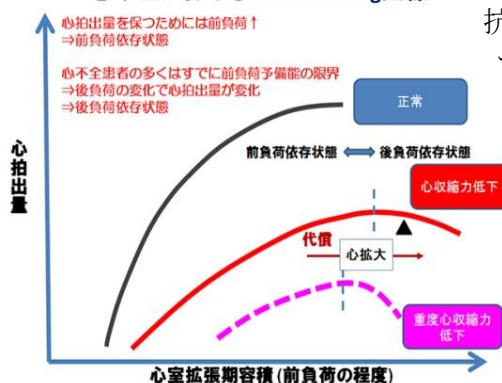 心拍出量を保つためには前負荷↑
⇒前負荷依存状態
心不全患者の多くはすでに前負荷予備能の限界
⇒後負荷の変化で心拍出量が変化
⇒後負荷依存状態
抗
正常
前負荷依存状態 ⇔ 後負荷依存状態
心収縮力低下
代償
心拡大
重度心収縮力
低下
心拍出量
心室拡張期容積(前負荷の程度)